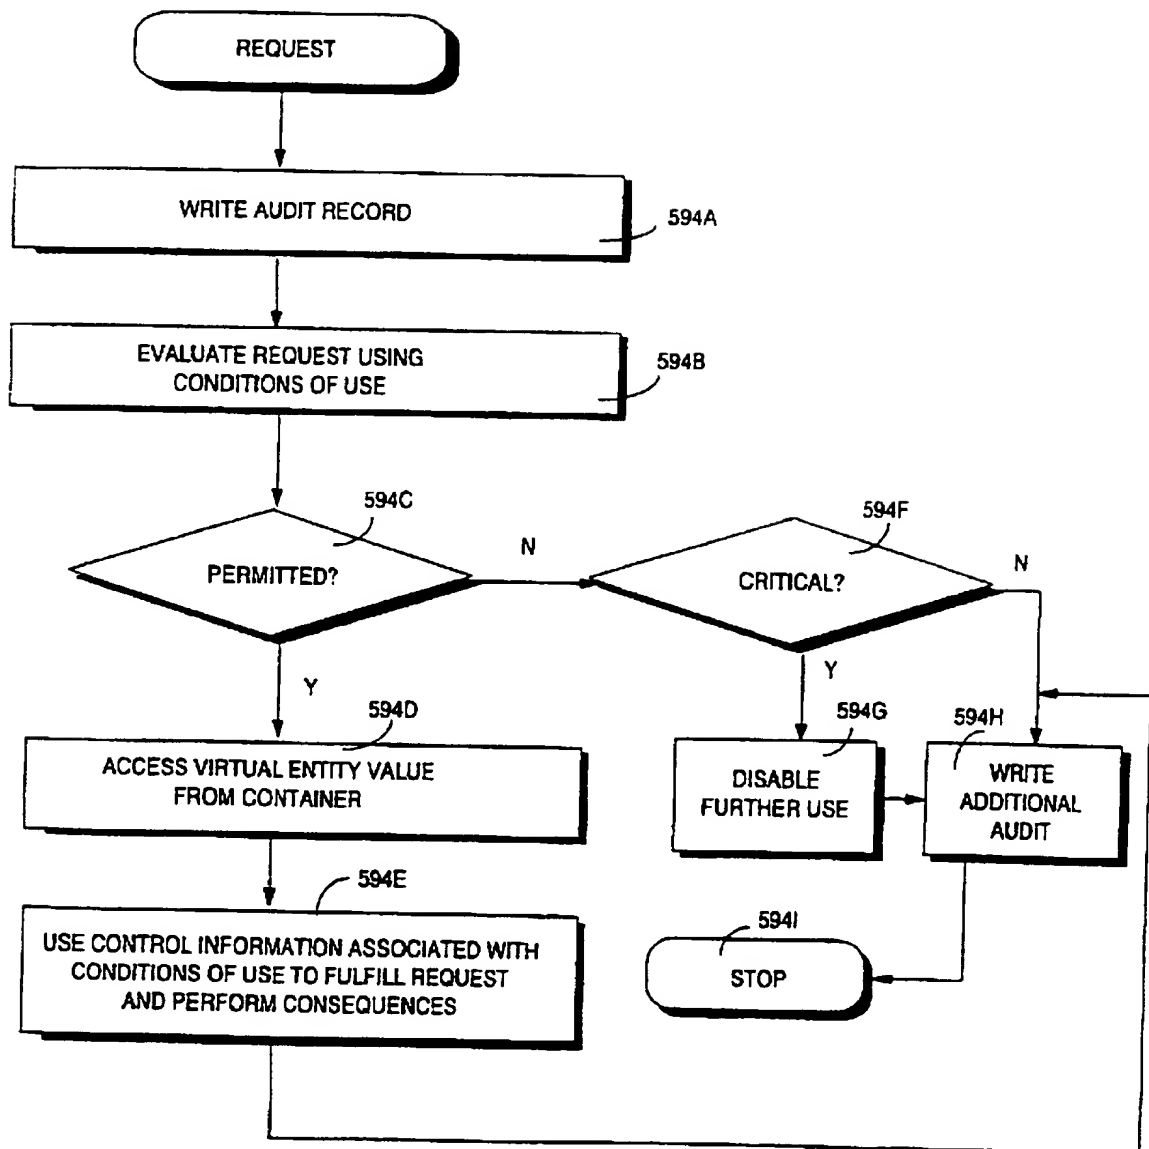 REQUEST
WRITE AUDIT RECORD
594A
EVALUATE REQUEST USING
CONDITIONS OF USE
594B
594C
PERMITTED?
N
594F
CRITICAL?
N
Y
Y
594D
ACCESS VIRTUAL ENTITY VALUE
FROM CONTAINER
594G
DISABLE
FURTHER USE
594H
WRITE
ADDITIONAL
AUDIT
594E
USE CONTROL INFORMATION ASSOCIATED WITH
CONDITIONS OF USE TO FULFILL REQUEST
AND PERFORM CONSEQUENCES
594I
STOP